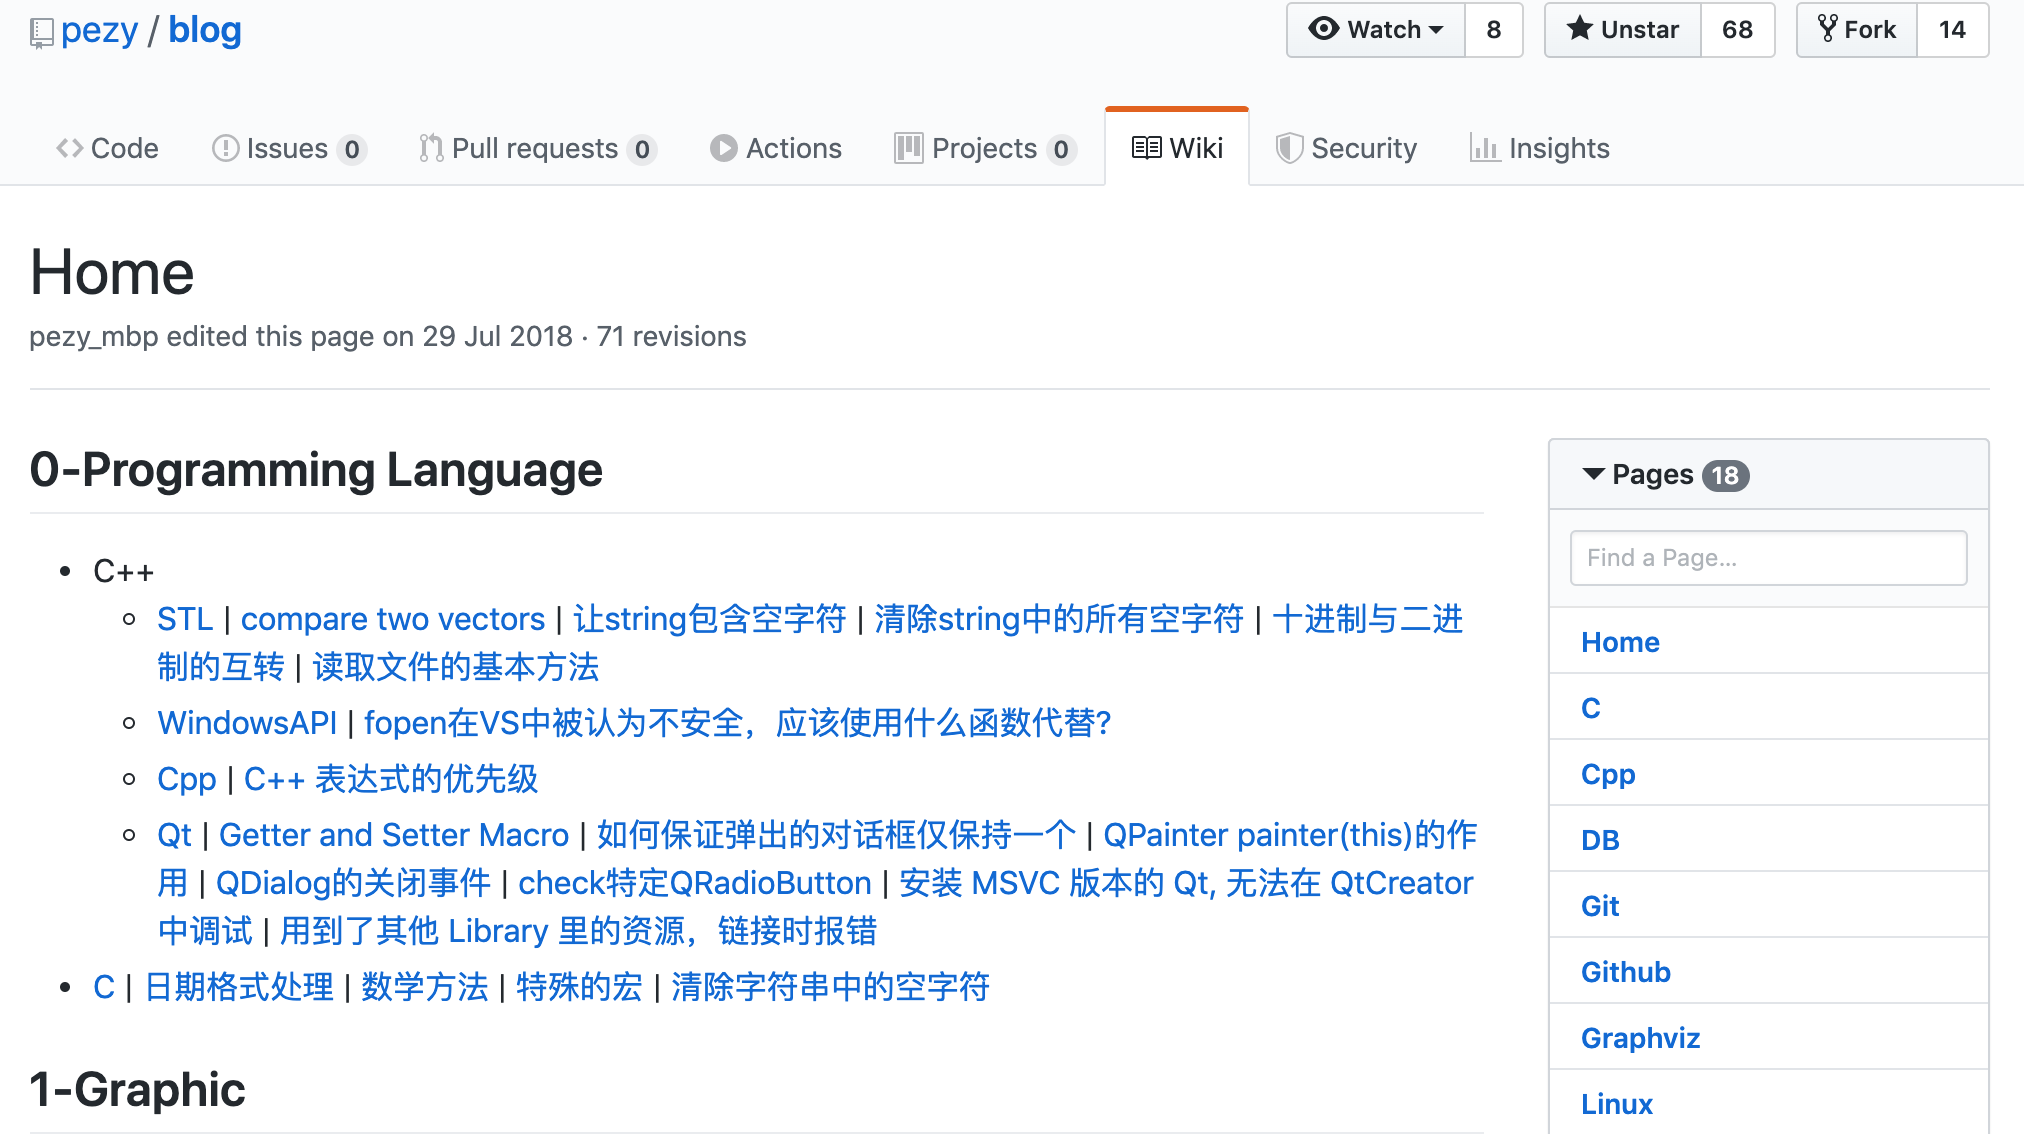 pezy / blog
Watch 8 Unstar 68 Fork 14
Code Issues 0 Pull requests 0 Actions Projects 0 Wiki Security Insights
Home
pezy_mbp edited this page on 29 Jul 2018 · 71 revisions
0-Programming Language
• C++
STL | compare two vectors | 让string包含空字符 | 清除string中的所有空字符 | 十进制与二进
制的互转 | 读取文件的基本方法
WindowsAPI | fopen在VS中被认为不安全，应该使用什么函数代替?
Cpp | C++ 表达式的优先级
Qt | Getter and Setter Macro | 如何保证弹出的对话框仅保持一个 | QPainter painter(this)的作
用 | QDialog的关闭事件 | check特定QRadioButton | 安装 MSVC 版本的 Qt, 无法在 QtCreator
中调试 | 用到了其他 Library 里的资源，链接时报错
• C | 日期格式处理 | 数学方法 | 特殊的宏 | 清除字符串中的空字符
1-Graphic
Pages 18
Find a Page...
Home
C
Cpp
DB
Git
Github
Graphviz
Linux